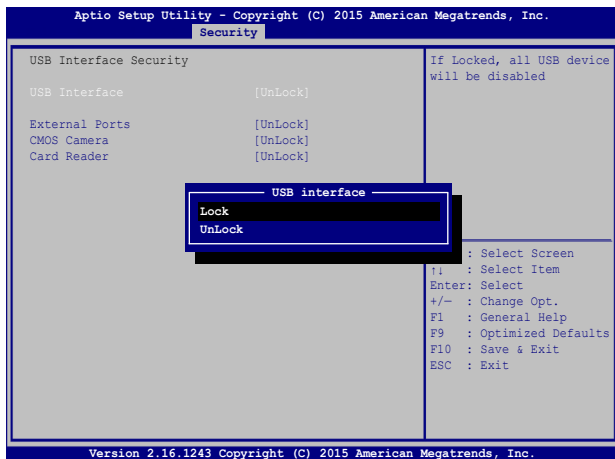 Aptio Setup Utility - Copyright (C) 2015 American Megatrends, Inc.
Security
USB Interface Security
USB Interface [UnLock]
External Ports [UnLock]
CMOS Camera [UnLock]
Card Reader [UnLock]
If Locked, all USB device
will be disabled
USB interface
Lock
UnLock
: Select Screen
↑↓ : Select Item
Enter: Select
+/— : Change Opt.
F1 : General Help
F9 : Optimized Defaults
F10 : Save & Exit
ESC : Exit
Version 2.16.1243 Copyright (C) 2015 American Megatrends, Inc.